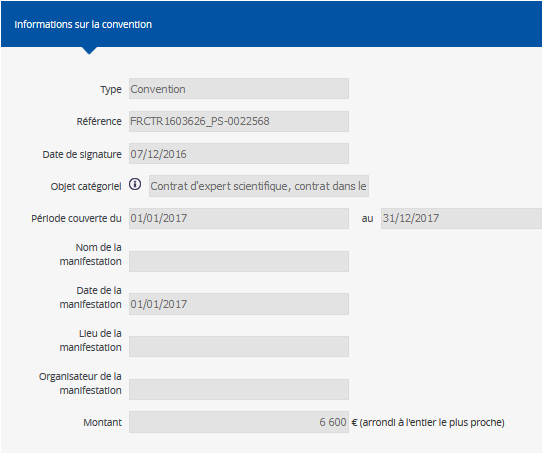 Informations sur la convention
Type Convention
Référence FRCTR1603626_PS-0022568
Date de signature 07/12/2016
Objet catégoriel Contrat d'expert scientifique, contrat dans le
Période couverte du 01/01/2017 au 31/12/2017
Nom de la
manifestation
Date de la
manifestation 01/01/2017
Lieu de la
manifestation
Organisateur de la
manifestation
Montant 6 600 € (arrondi à l'entier le plus proche)